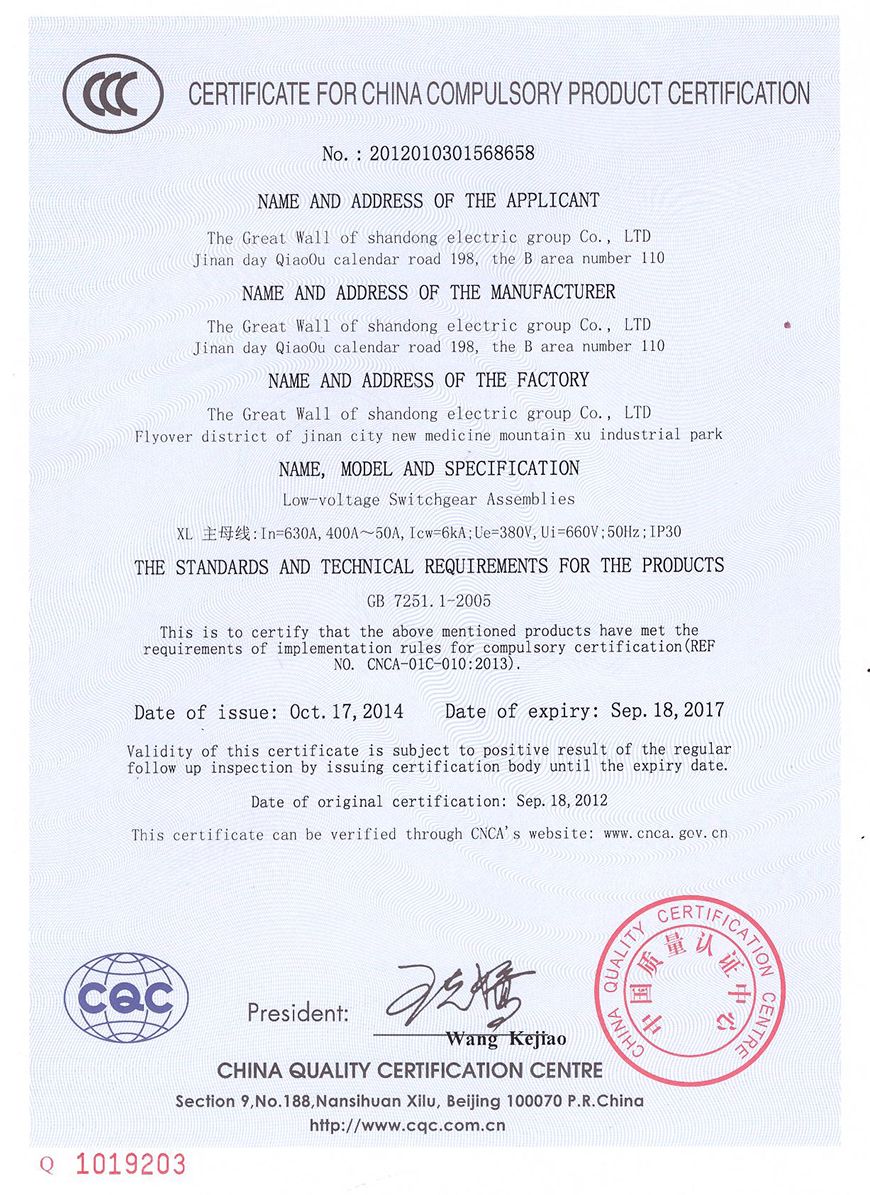 CCC
CERTIFICATE FOR CHINA COMPULSORY PRODUCT CERTIFICATION
No.: 2012010301568658
NAME AND ADDRESS OF THE APPLICANT
The Great Wall of shandong electric group Co., LTD
Jinan day QiaoOu calendar road 198, the B area number 110
NAME AND ADDRESS OF THE MANUFACTURER
The Great Wall of shandong electric group Co., LTD
Jinan day QiaoOu calendar road 198, the B area number 110
NAME AND ADDRESS OF THE FACTORY
The Great Wall of shandong electric group Co., LTD
Flyover district of jinan city new medicine mountain xu industrial park
NAME, MODEL AND SPECIFICATION
Low-voltage Switchgear Assemblies
XL 主母线:In=630A,400A～50A,Icw=6kA;Ue=380V,Ui=660V;50Hz;IP30
THE STANDARDS AND TECHNICAL REQUIREMENTS FOR THE PRODUCTS
GB 7251.1-2005
This is to certify that the above mentioned products have met the
requirements of implementation rules for compulsory certification(REF
NO. CNCA-01C-010:2013).
Date of issue: Oct.17,2014 Date of expiry: Sep.18,2017
Validity of this certificate is subject to positive result of the regular
follow up inspection by issuing certification body until the expiry date.
Date of original certification: Sep.18,2012
This certificate can be verified through CNCA's website: www.cnca.gov.cn
CQC
President:
王克娇
Wang Kejiao
CHINA QUALITY CERTIFICATION CENTRE
中国质量认证中心
CHINA QUALITY CERTIFICATION CENTRE
Section 9,No.188,Nansihuan Xilu, Beijing 100070 P.R.China
http://www.cqc.com.cn
Q 1019203